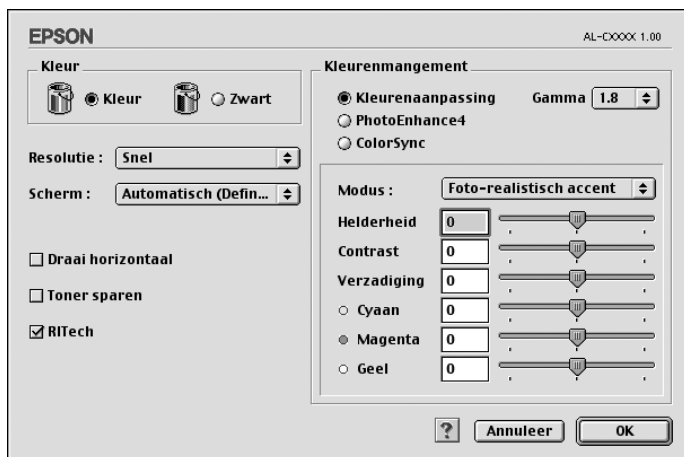 EPSON AL-CXXXX 1.00
Kleur
Kleur Zwart
Resolutie : Snel
Scherm : Automatisch (Defin...
Draai horizontaal
Toner sparen
RITech
Kleurenmangement
Kleurenaanpassing Gamma 1.8
PhotoEnhance4
ColorSync
Modus : Foto-realistisch accent
Helderheid 0
Contrast 0
Verzadiging 0
Cyaan 0
Magenta 0
Geel 0
? Annuleer OK